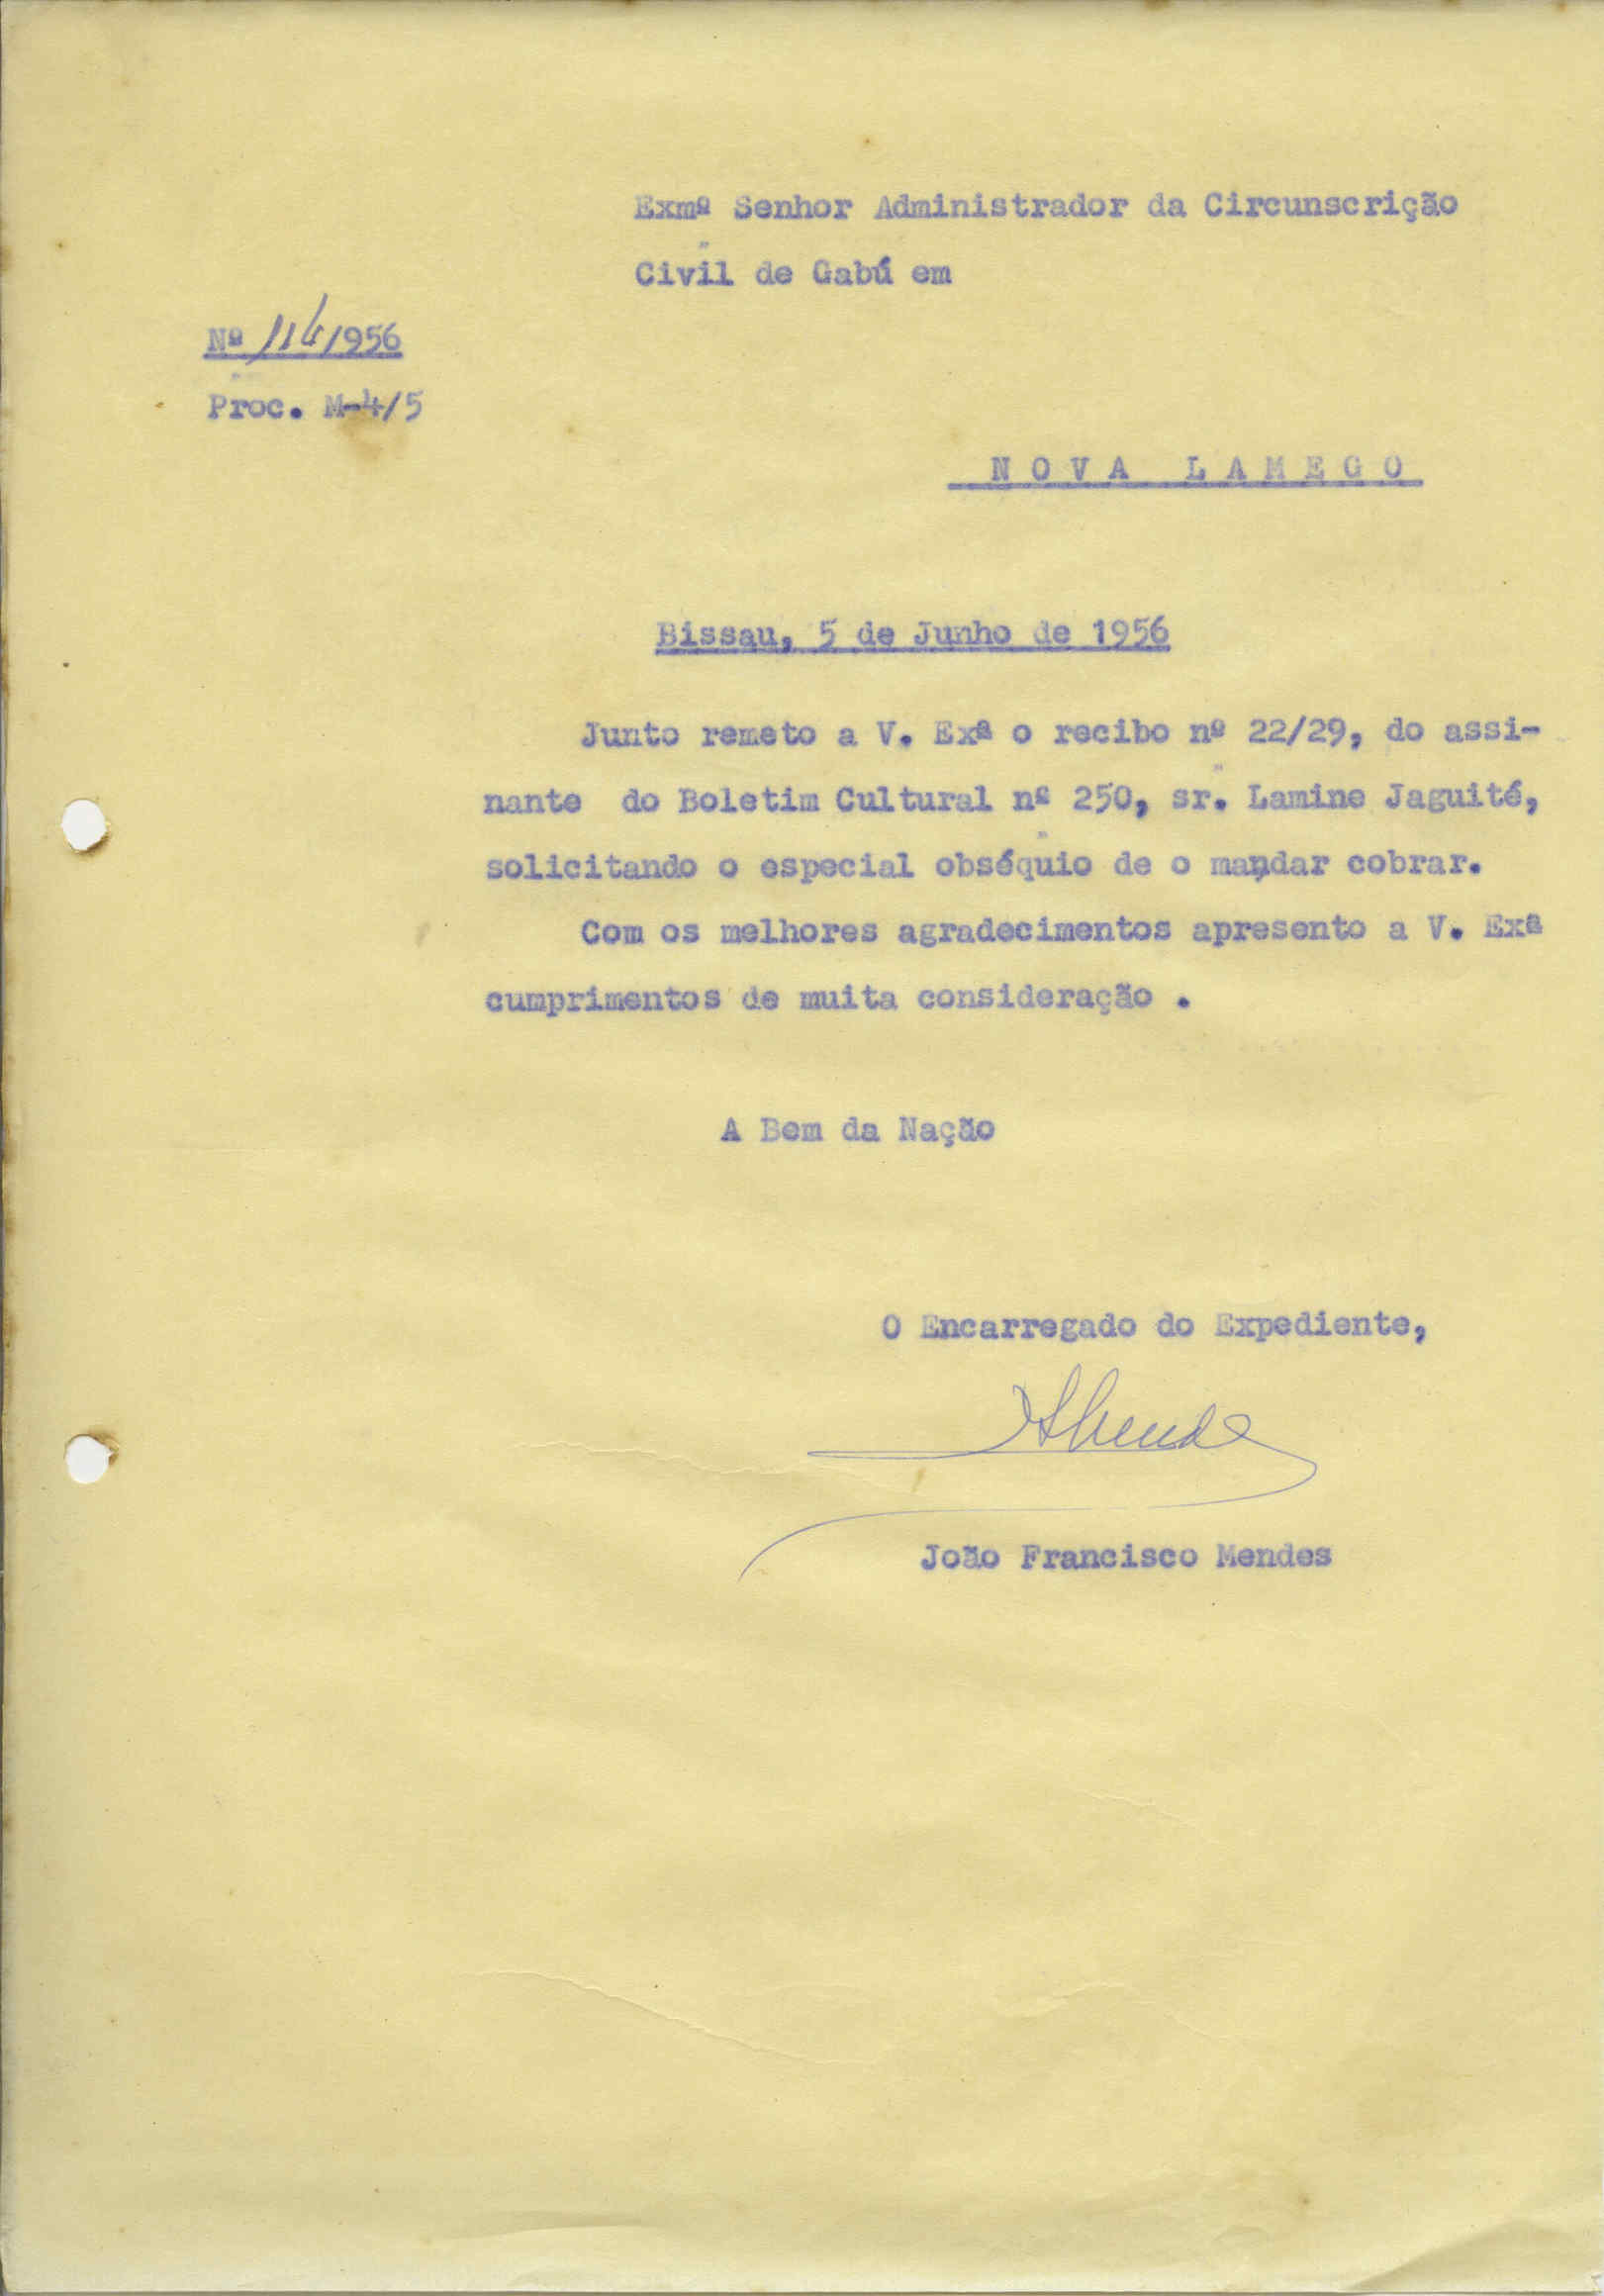 Exmº Senhor Administrador da Circunscrição
Civil de Gabú em
Nº 114/1956
Proc. M-4/5
NOVA LAMEGO
Bissau, 5 de Junho de 1956
Junto remeto a V. Exª o recibo nº 22/29, do assi-
nante do Boletim Cultural nº 250, sr. Lamine Jaguité,
solicitando o especial obséquio de o mandar cobrar.
Com os melhores agradecimentos apresento a V. Exª
cumprimentos de muita consideração .
A Bem da Nação
O Encarregado do Expediente,
João Francisco Mendes